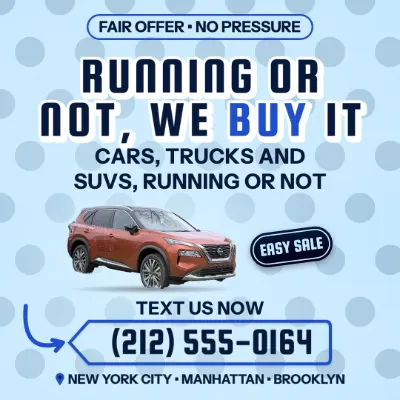 FAIR OFFER • NO PRESSURE
RUNNING OR
NOT, WE BUY IT
CARS, TRUCKS AND
SUVS, RUNNING OR NOT
EASY SALE
TEXT US NOW
(212) 555-0164
NEW YORK CITY • MANHATTAN • BROOKLYN